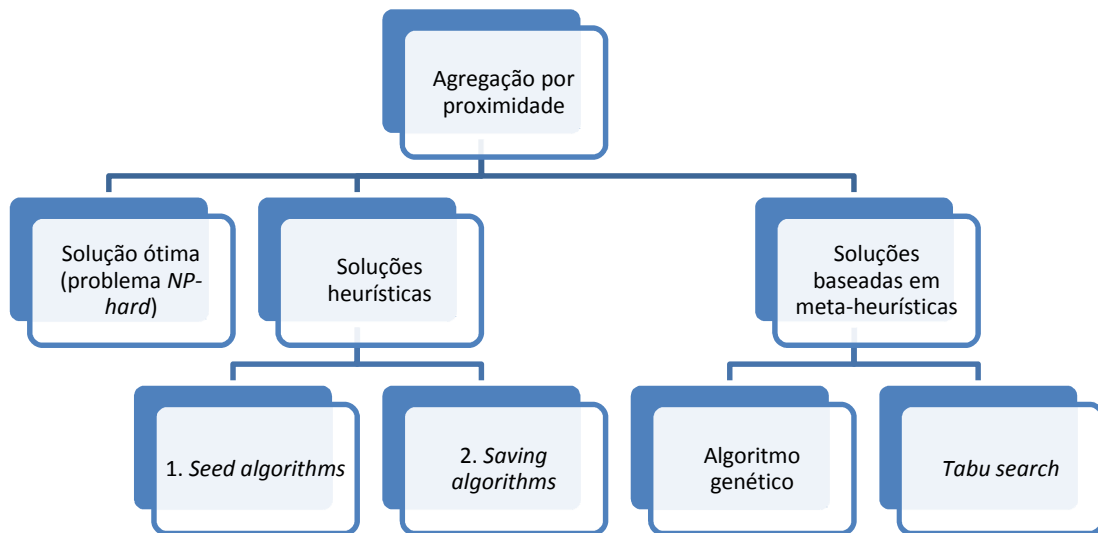 Agregação por
proximidade
Solução ótima
(problema NP-
hard)
Soluções
heurísticas
Soluções
baseadas em
meta-heurísticas
1. Seed algorithms
2. Saving
algorithms
Algoritmo
genético
Tabu search